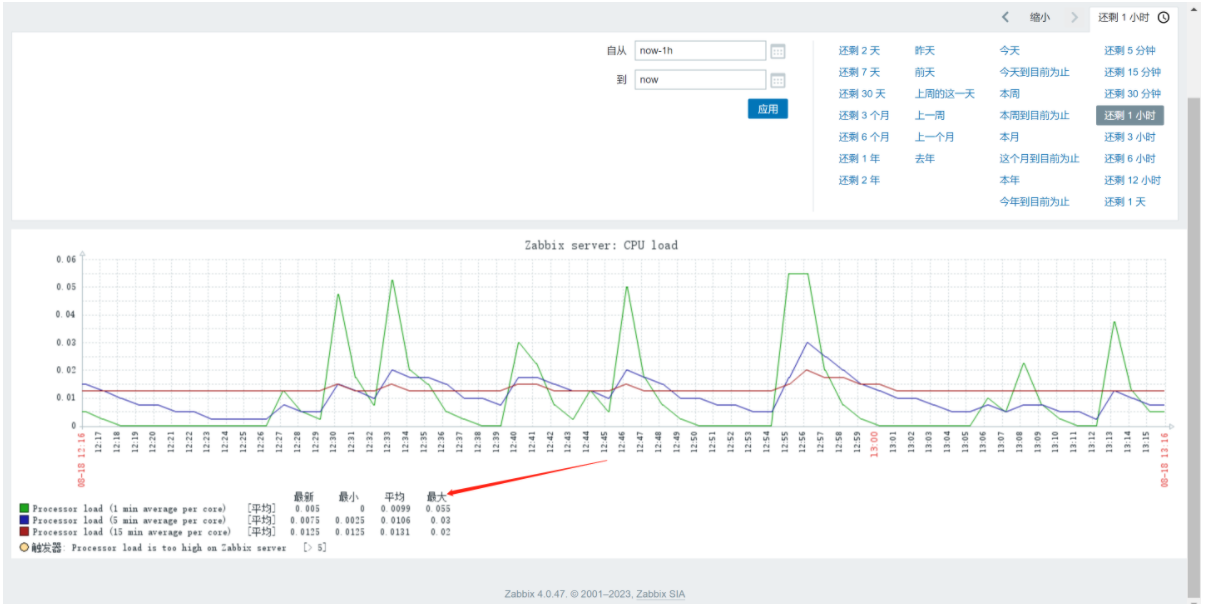 缩小 还剩 1 小时
自从 now-1h
到 now
应用
还剩 2 天 昨天 今天 还剩 5 分钟
还剩 7 天 前天 今天到目前为止 还剩 15 分钟
还剩 30 天 上周的这一天 本周 还剩 30 分钟
还剩 3 个月 上一周 本周到目前为止 还剩 1 小时
还剩 6 个月 上一个月 本月 还剩 3 小时
还剩 1 年 去年 这个月到目前为止 还剩 6 小时
还剩 2 年 本年 还剩 12 小时
今年到目前为止 还剩 1 天
Zabbix server: CPU load
0.06
0.05
0.04
0.03
0.02
0.01
0
08-18 12:16 12:17 12:18 12:19 12:20 12:21 12:22 12:23 12:24 12:25 12:26 12:27 12:28 12:29 12:30 12:31 12:32 12:33 12:34 12:35 12:36 12:37 12:38 12:39 12:40 12:41 12:42 12:43 12:44 12:45 12:46 12:47 12:48 12:49 12:50 12:51 12:52 12:53 12:54 12:55 12:56 12:57 12:58 12:59 13:00 13:01 13:02 13:03 13:04 13:05 13:06 13:07 13:08 13:09 13:10 13:11 13:12 13:13 13:14 13:15 08-18 13:16
最新 最小 平均 最大
Processor load (1 min average per core) [平均] 0.005 0 0.0099 0.055
Processor load (5 min average per core) [平均] 0.0075 0.0025 0.0106 0.03
Processor load (15 min average per core) [平均] 0.0125 0.0125 0.0131 0.02
触发器: Processor load is too high on Zabbix server [> 5]
Zabbix 4.0.47. © 2001–2023, Zabbix SIA